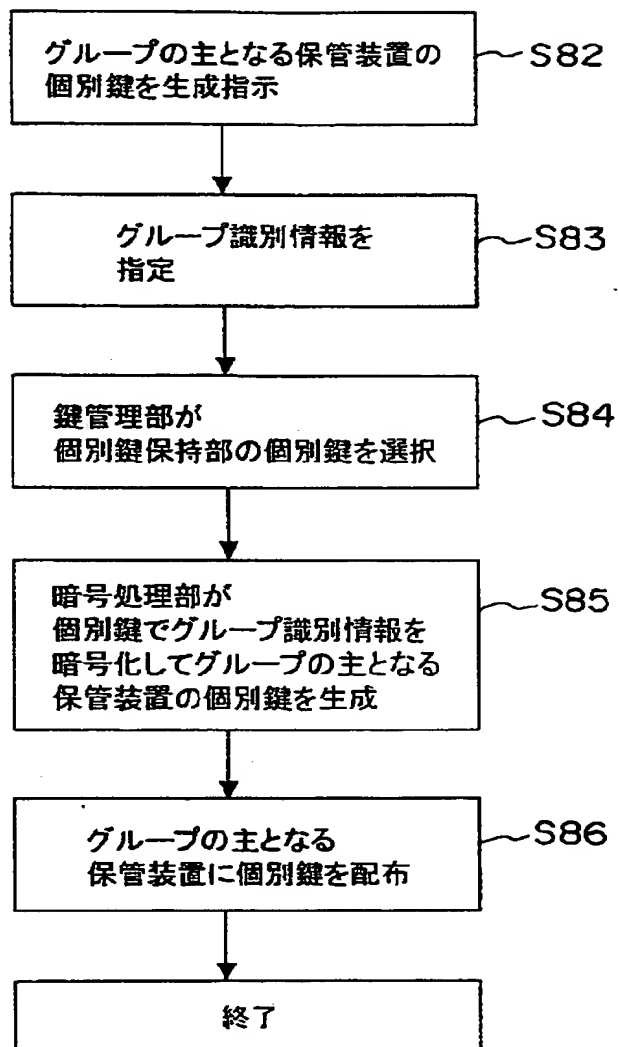 グループの主となる保管装置の
個別鍵を生成指示
S82
グループ識別情報を
指定
S83
鍵管理部が
個別鍵保持部の個別鍵を選択
S84
暗号処理部が
個別鍵でグループ識別情報を
暗号化してグループの主となる
保管装置の個別鍵を生成
S85
グループの主となる
保管装置に個別鍵を配布
S86
終了